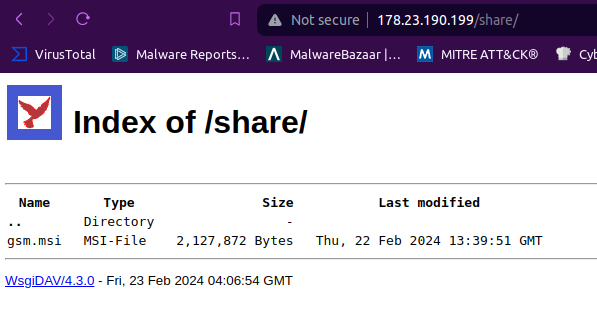 Not secure 178.23.190.199/share/
VirusTotal Malware Reports... MalwareBazaar |... MITRE ATT&CK® Cyb
Index of /share/
Name Type Size Last modified
.. Directory -
gsm.msi MSI-File 2,127,872 Bytes Thu, 22 Feb 2024 13:39:51 GMT
WsgiDAV/4.3.0 - Fri, 23 Feb 2024 04:06:54 GMT